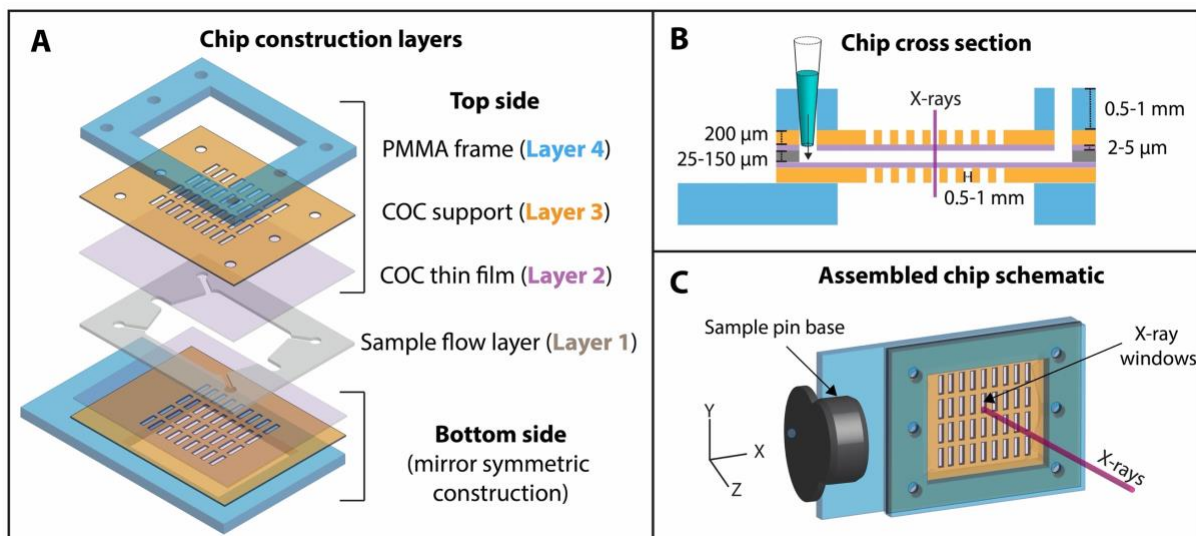 A
Chip construction layers
Top side
PMMA frame (Layer 4)
COC support (Layer 3)
COC thin film (Layer 2)
Sample flow layer (Layer 1)
Bottom side
(mirror symmetric
construction)
B
Chip cross section
X-rays
0.5-1 mm
200 µm
2-5 µm
25-150 µm
0.5-1 mm
C
Assembled chip schematic
Sample pin base
X-ray
windows
Y
X
Z
X-rays